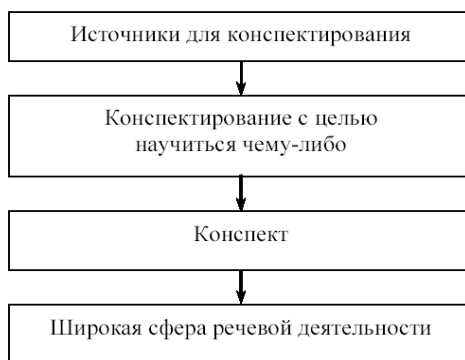 Источники для конспектирования
Конспектирование с целью
научиться чему-либо
Конспект
Широкая сфера речевой деятельности